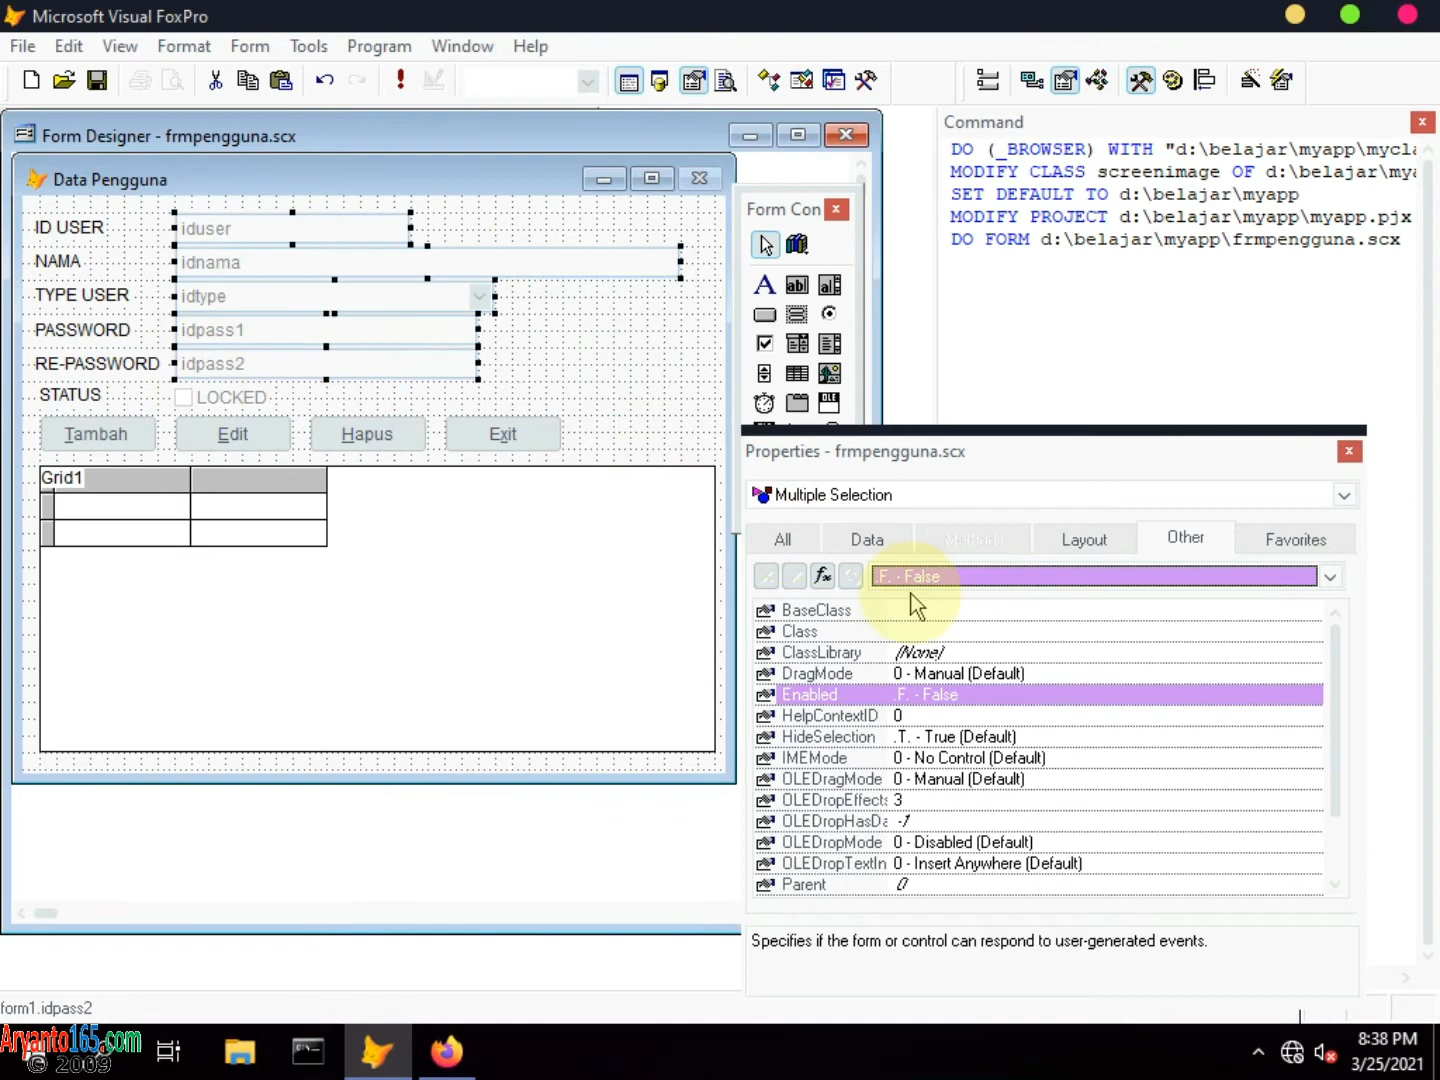 Microsoft Visual FoxPro
File Edit View Format Form Tools Program Window Help
Form Designer - frmpengguna.scx
Data Pengguna
ID USER iduser
NAMA idnama
TYPE USER idtype
PASSWORD idpass1
RE-PASSWORD idpass2
STATUS LOCKED
Tambah Edit Hapus Exit
Grid1
Form Con
A ab|
OLE
Command
DO (_BROWSER) WITH "d:\belajar\myapp\mycla
MODIFY CLASS screenimage OF d:\belajar\my
SET DEFAULT TO d:\belajar\myapp
MODIFY PROJECT d:\belajar\myapp\myapp.pjx
DO FORM d:\belajar\myapp\frmpengguna.scx
Properties - frmpengguna.scx
Multiple Selection
All Data Methods Layout Other Favorites
fx .F. - False
BaseClass
Class
ClassLibrary (None)
DragMode 0 - Manual (Default)
Enabled .F. - False
HelpContextID 0
HideSelection .T. - True (Default)
IMEMode 0 - No Control (Default)
OLEDragMode 0 - Manual (Default)
OLEDropEffects 3
OLEDropHasDa -1
OLEDropMode 0 - Disabled (Default)
OLEDropTextIn 0 - Insert Anywhere (Default)
Parent 0
Specifies if the form or control can respond to user-generated events.
form1.idpass2
Aryanto165.com
© 2009
8:38 PM
3/25/2021